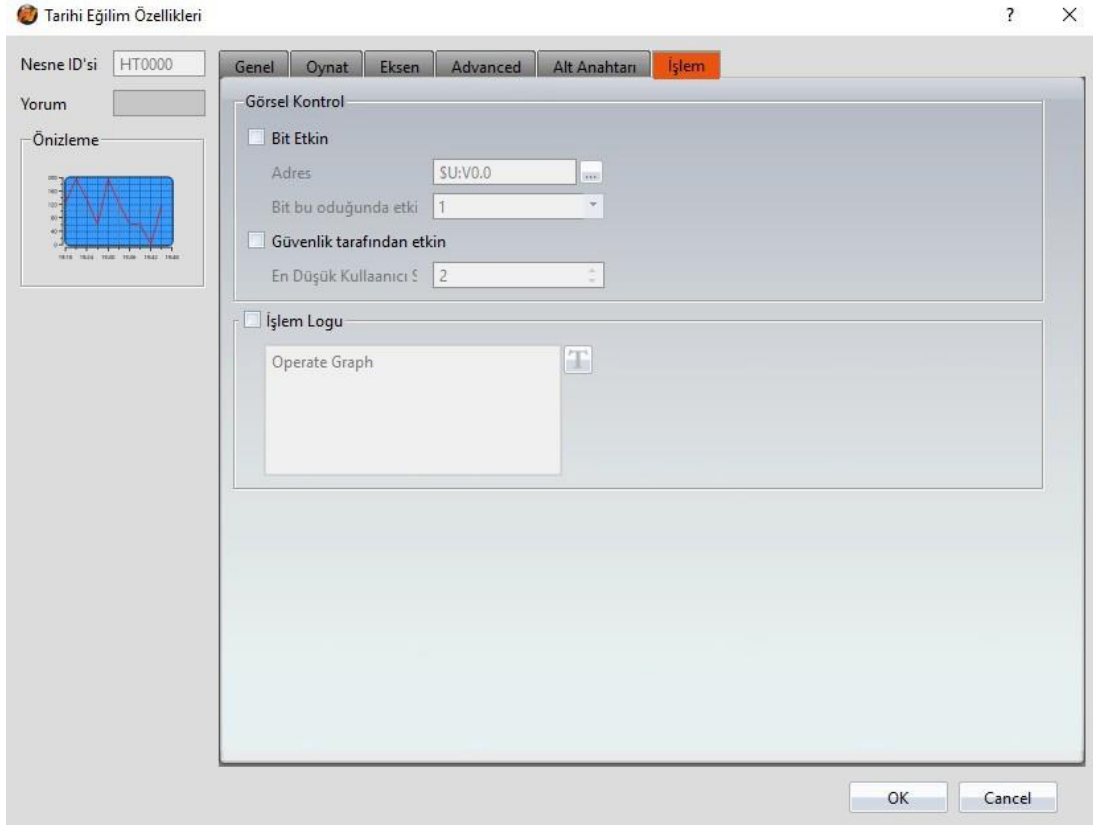 Tarihi Eğilim Özellikleri
?
Nesne ID'si HT0000
Yorum
Önizleme
Genel Oynat Eksen Advanced Alt Anahtarı İşlem
Görsel Kontrol
Bit Etkin
Adres $U:V0.0 ...
Bit bu oduğunda etki 1
Güvenlik tarafından etkin
En Düşük Kullaanıcı S 2
İşlem Logu
Operate Graph T
OK Cancel